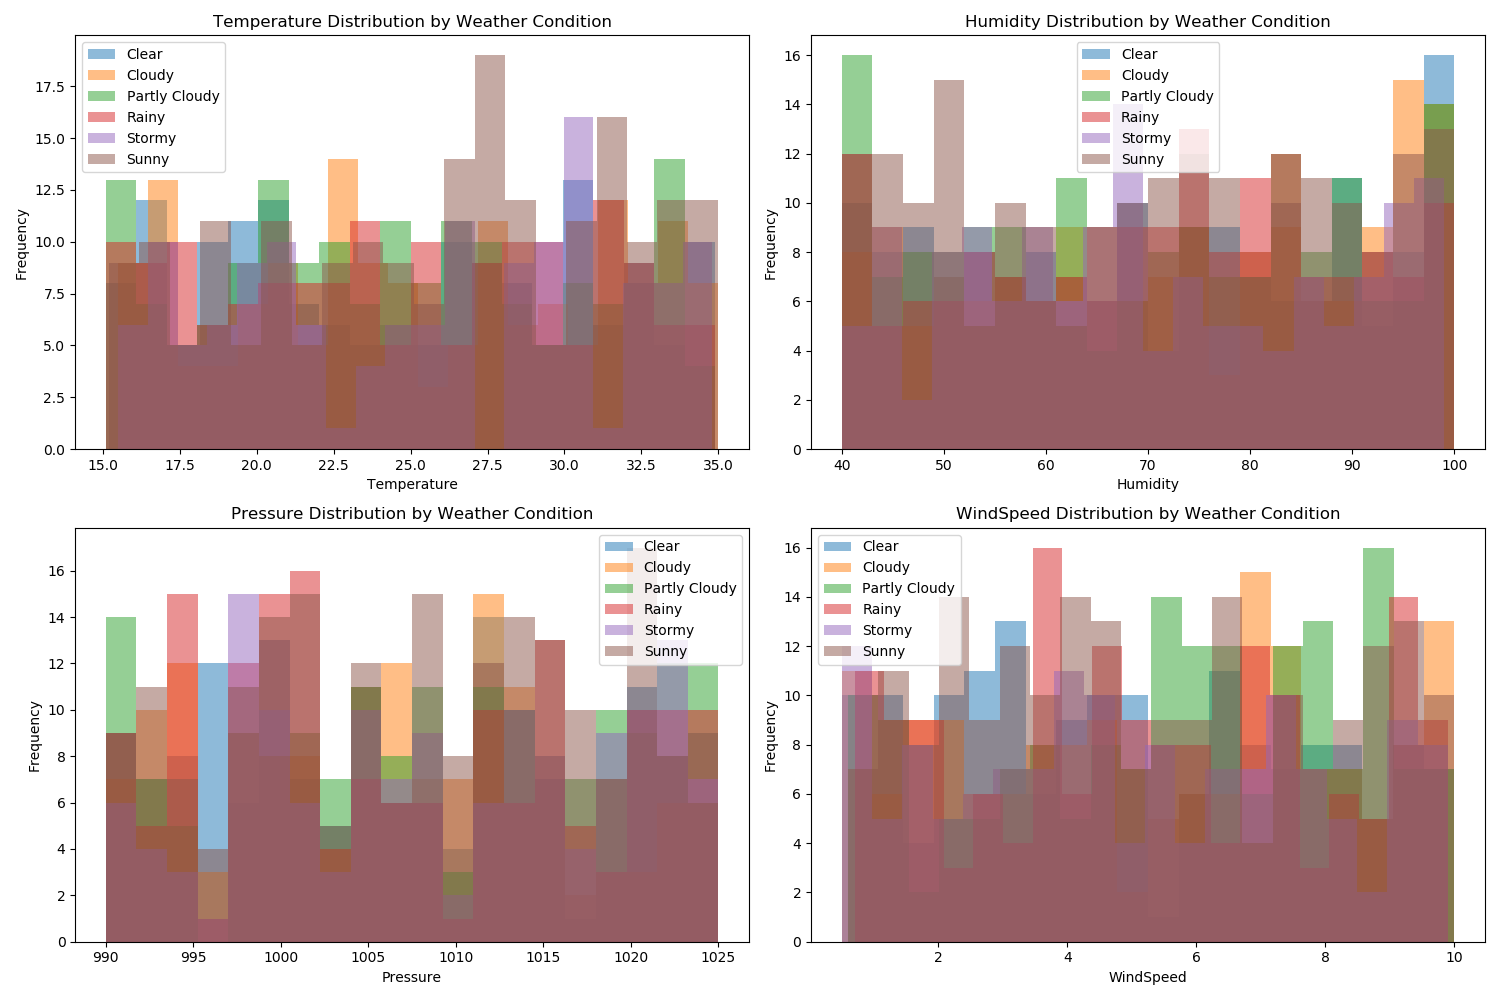 Temperature Distribution by Weather Condition
Clear
Cloudy
Partly Cloudy
Rainy
Stormy
Sunny
Frequency
17.5
15.0
12.5
10.0
7.5
5.0
2.5
0.0
15.0 17.5 20.0 22.5 25.0 27.5 30.0 32.5 35.0
Temperature
Humidity Distribution by Weather Condition
Clear
Cloudy
Partly Cloudy
Rainy
Stormy
Sunny
Frequency
16
14
12
10
8
6
4
2
0
40 50 60 70 80 90 100
Humidity
Pressure Distribution by Weather Condition
Clear
Cloudy
Partly Cloudy
Rainy
Stormy
Sunny
Frequency
16
14
12
10
8
6
4
2
0
990 995 1000 1005 1010 1015 1020 1025
Pressure
WindSpeed Distribution by Weather Condition
Clear
Cloudy
Partly Cloudy
Rainy
Stormy
Sunny
Frequency
16
14
12
10
8
6
4
2
0
2 4 6 8 10
WindSpeed